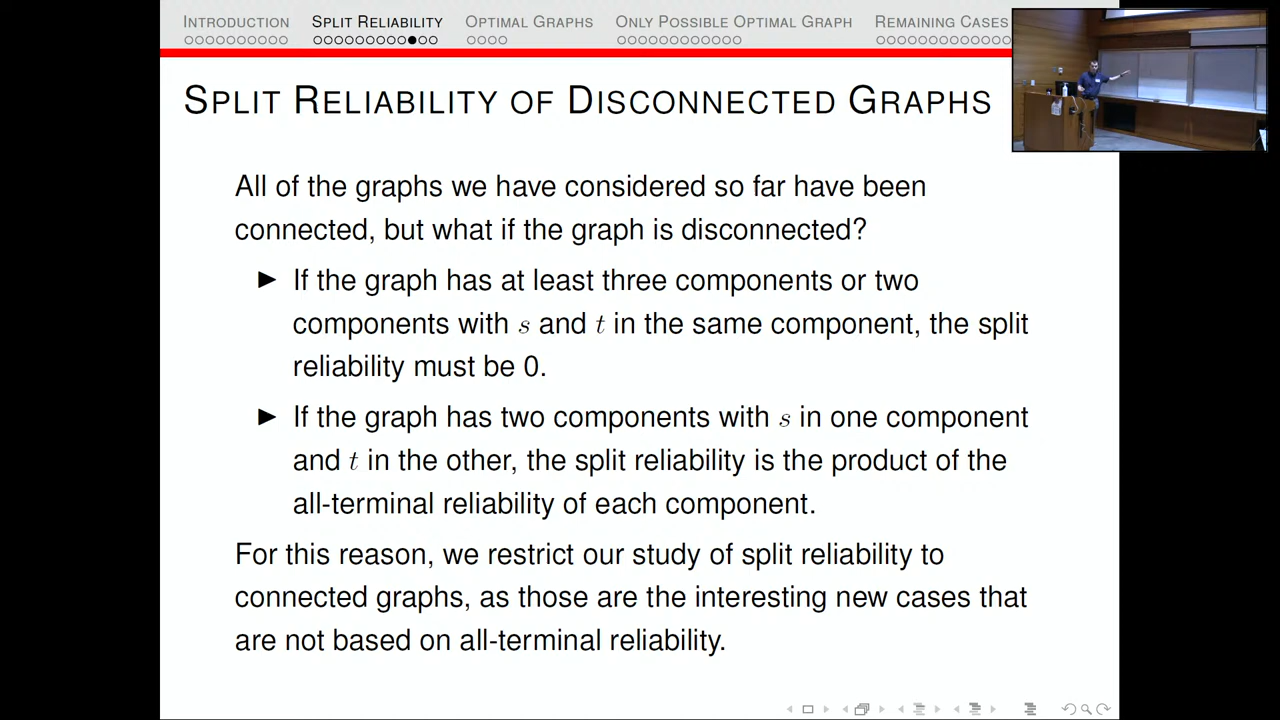 INTRODUCTION SPLIT RELIABILITY OPTIMAL GRAPHS ONLY POSSIBLE OPTIMAL GRAPH REMAINING CASES
SPLIT RELIABILITY OF DISCONNECTED GRAPHS
All of the graphs we have considered so far have been
connected, but what if the graph is disconnected?
► If the graph has at least three components or two
components with s and t in the same component, the split
reliability must be 0.
► If the graph has two components with s in one component
and t in the other, the split reliability is the product of the
all-terminal reliability of each component.
For this reason, we restrict our study of split reliability to
connected graphs, as those are the interesting new cases that
are not based on all-terminal reliability.